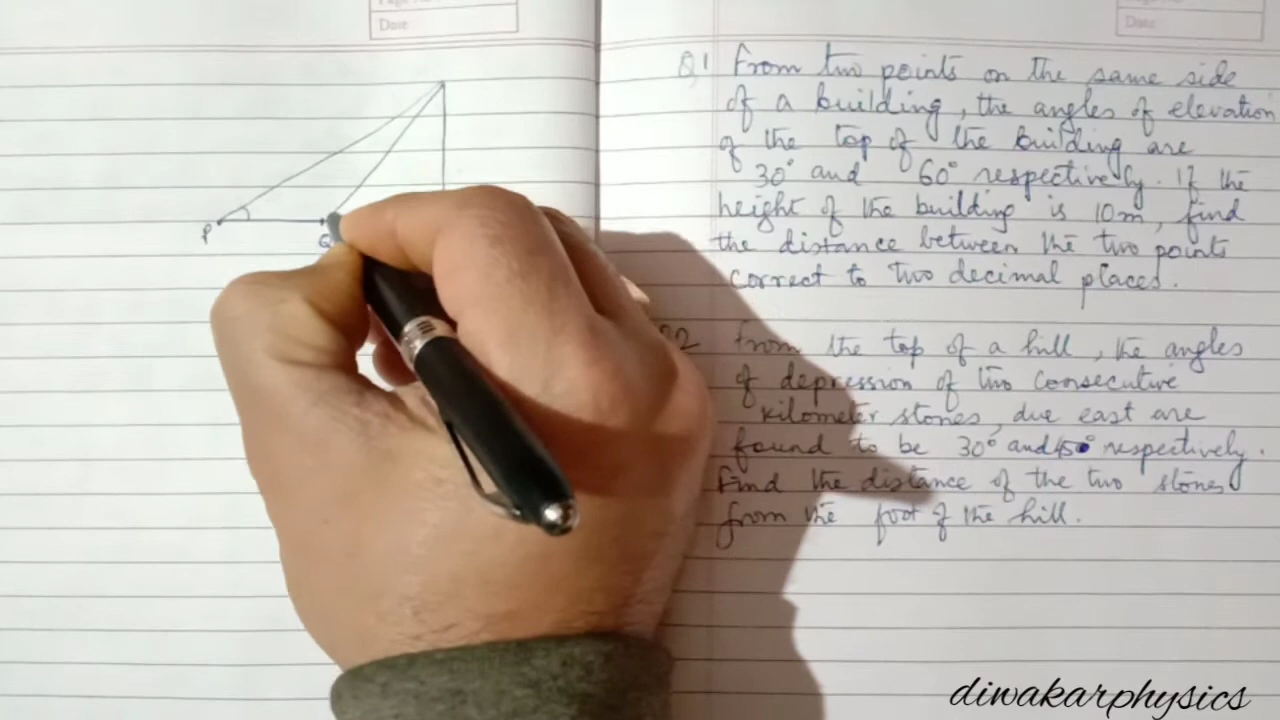 Date
Date
P
Q
Q1 From two points on the same side
of a building, the angles of elevation
of the top of the building are
30° and 60° respectively. If the
height of the building is 10m, find
the distance between the two points
correct to two decimal places.
Q2 From the top of a hill, the angles
of depression of two consecutive
kilometer stones, due east are
found to be 30° and 45° respectively.
Find the distance of the two stones
from the foot of the hill.
diwakarphysics